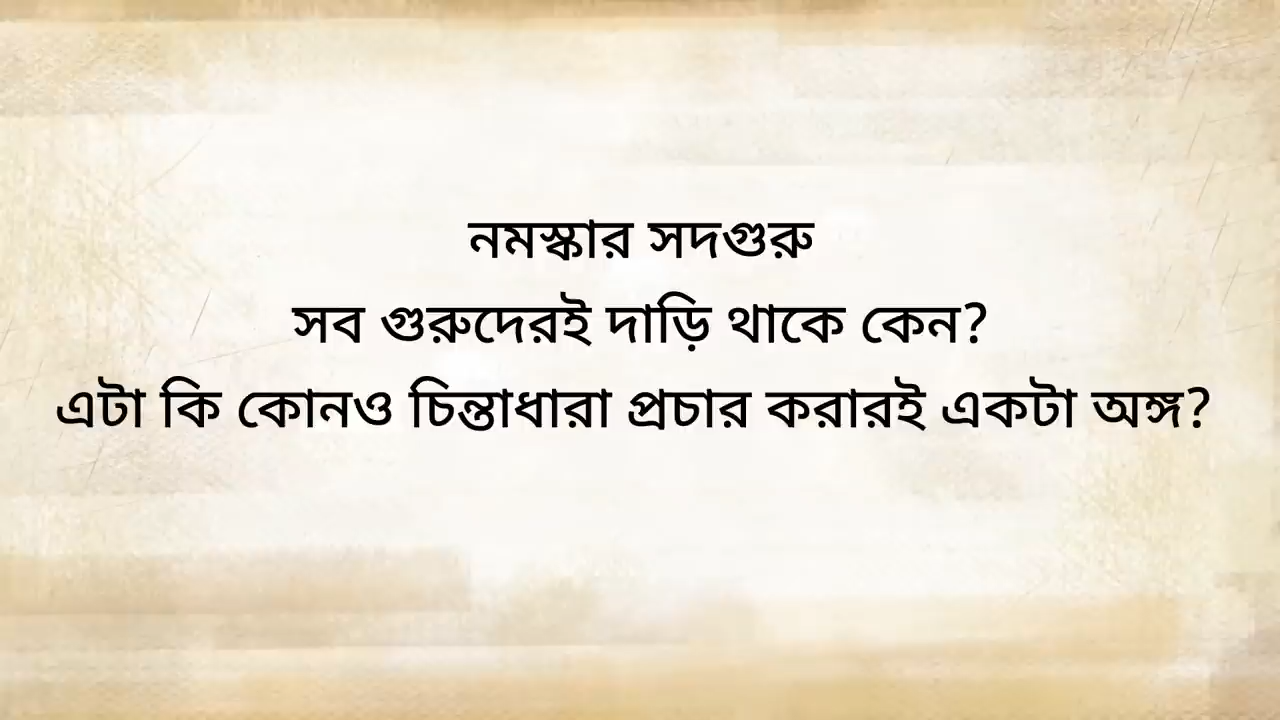 নমস্কার সদগুরু
সব গুরুদেরই দাড়ি থাকে কেন?
এটা কি কোনও চিন্তাধারা প্রচার করারই একটা অঙ্গ?